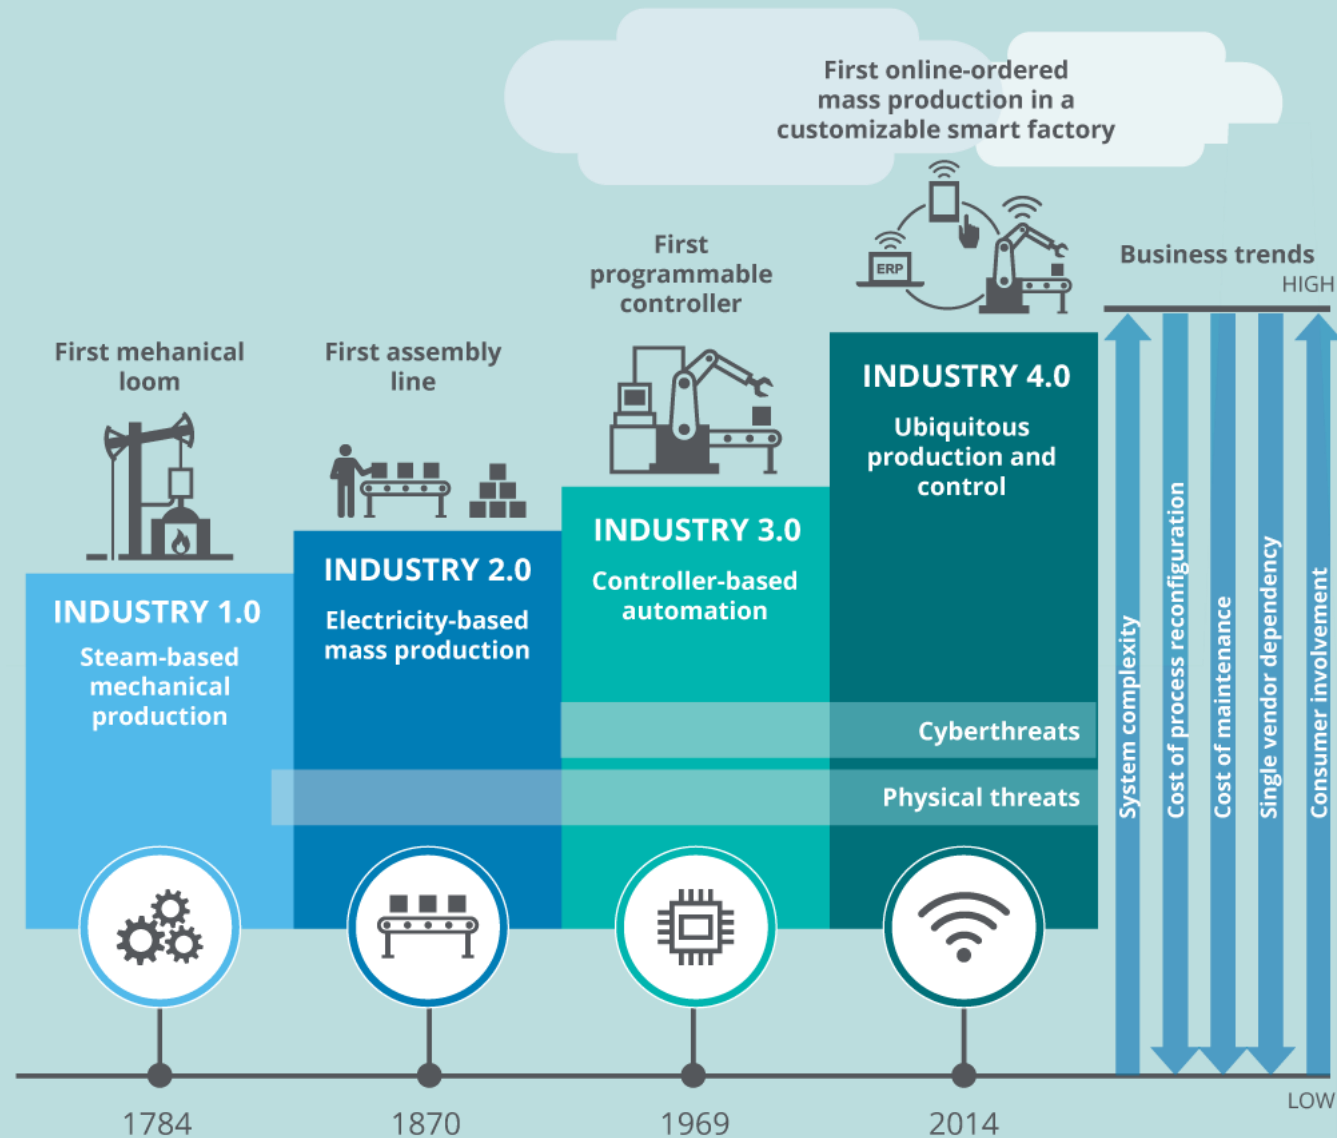 First online-ordered
mass production in a
customizable smart factory
First
programmable
controller
Business trends
HIGH
ERP
First mehanical
loom
First assembly
line
INDUSTRY 4.0
Ubiquitous
production and
control
INDUSTRY 3.0
Controller-based
automation
INDUSTRY 2.0
Electricity-based
mass production
INDUSTRY 1.0
Steam-based
mechanical
production
Cyberthreats
Physical threats
System complexity
Cost of process reconfiguration
Cost of maintenance
Single vendor dependency
Consumer involvement
LOW
1784
1870
1969
2014